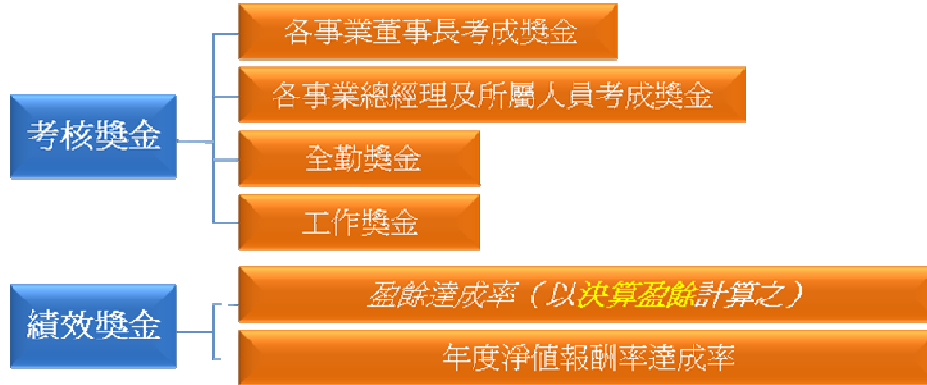 考核獎金
各事業董事長考成獎金
各事業總經理及所屬人員考成獎金
全勤獎金
工作獎金
績效獎金
盈餘達成率（以決算盈餘計算之）
年度淨值報酬率達成率